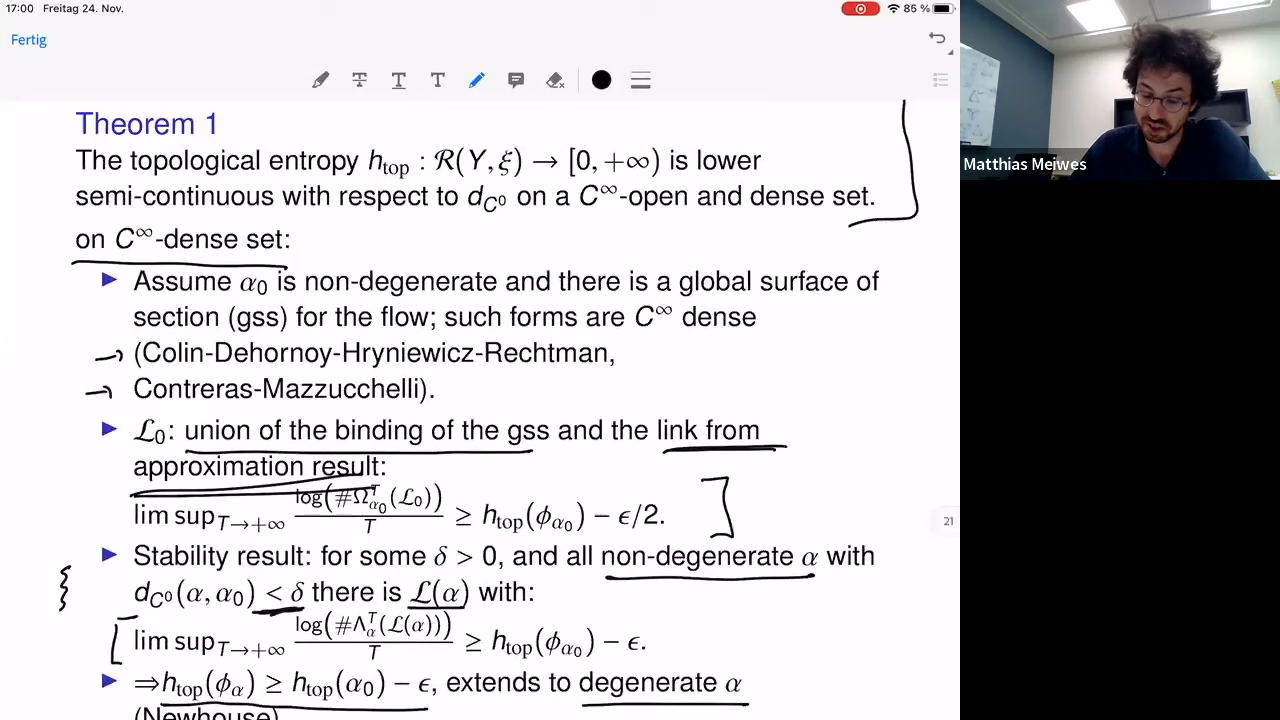 17:00 Freitag 24. Nov.
85 %
Fertig
Matthias Meiwes
Theorem 1
The topological entropy h_top : ℛ(Y, ξ) → [0, +∞) is lower
semi-continuous with respect to d_{C⁰} on a C^∞-open and dense set.
on C^∞-dense set:
▶ Assume α₀ is non-degenerate and there is a global surface of
section (gss) for the flow; such forms are C^∞ dense
→ (Colin-Dehornoy-Hryniewicz-Rechtman,
→ Contreras-Mazzucchelli).
▶ ℒ₀: union of the binding of the gss and the link from
approximation result:
lim sup_{T→+∞} log(#Ω^T_{α₀}(ℒ₀))/T ≥ h_top(ϕ_{α₀}) − ϵ/2.
21
▶ Stability result: for some δ > 0, and all non-degenerate α with
d_{C⁰}(α, α₀) < δ there is ℒ(α) with:
lim sup_{T→+∞} log(#Λ^T_α(ℒ(α)))/T ≥ h_top(ϕ_{α₀}) − ϵ.
▶ ⇒h_top(ϕ_α) ≥ h_top(α₀) − ϵ, extends to degenerate α
(Newhouse)